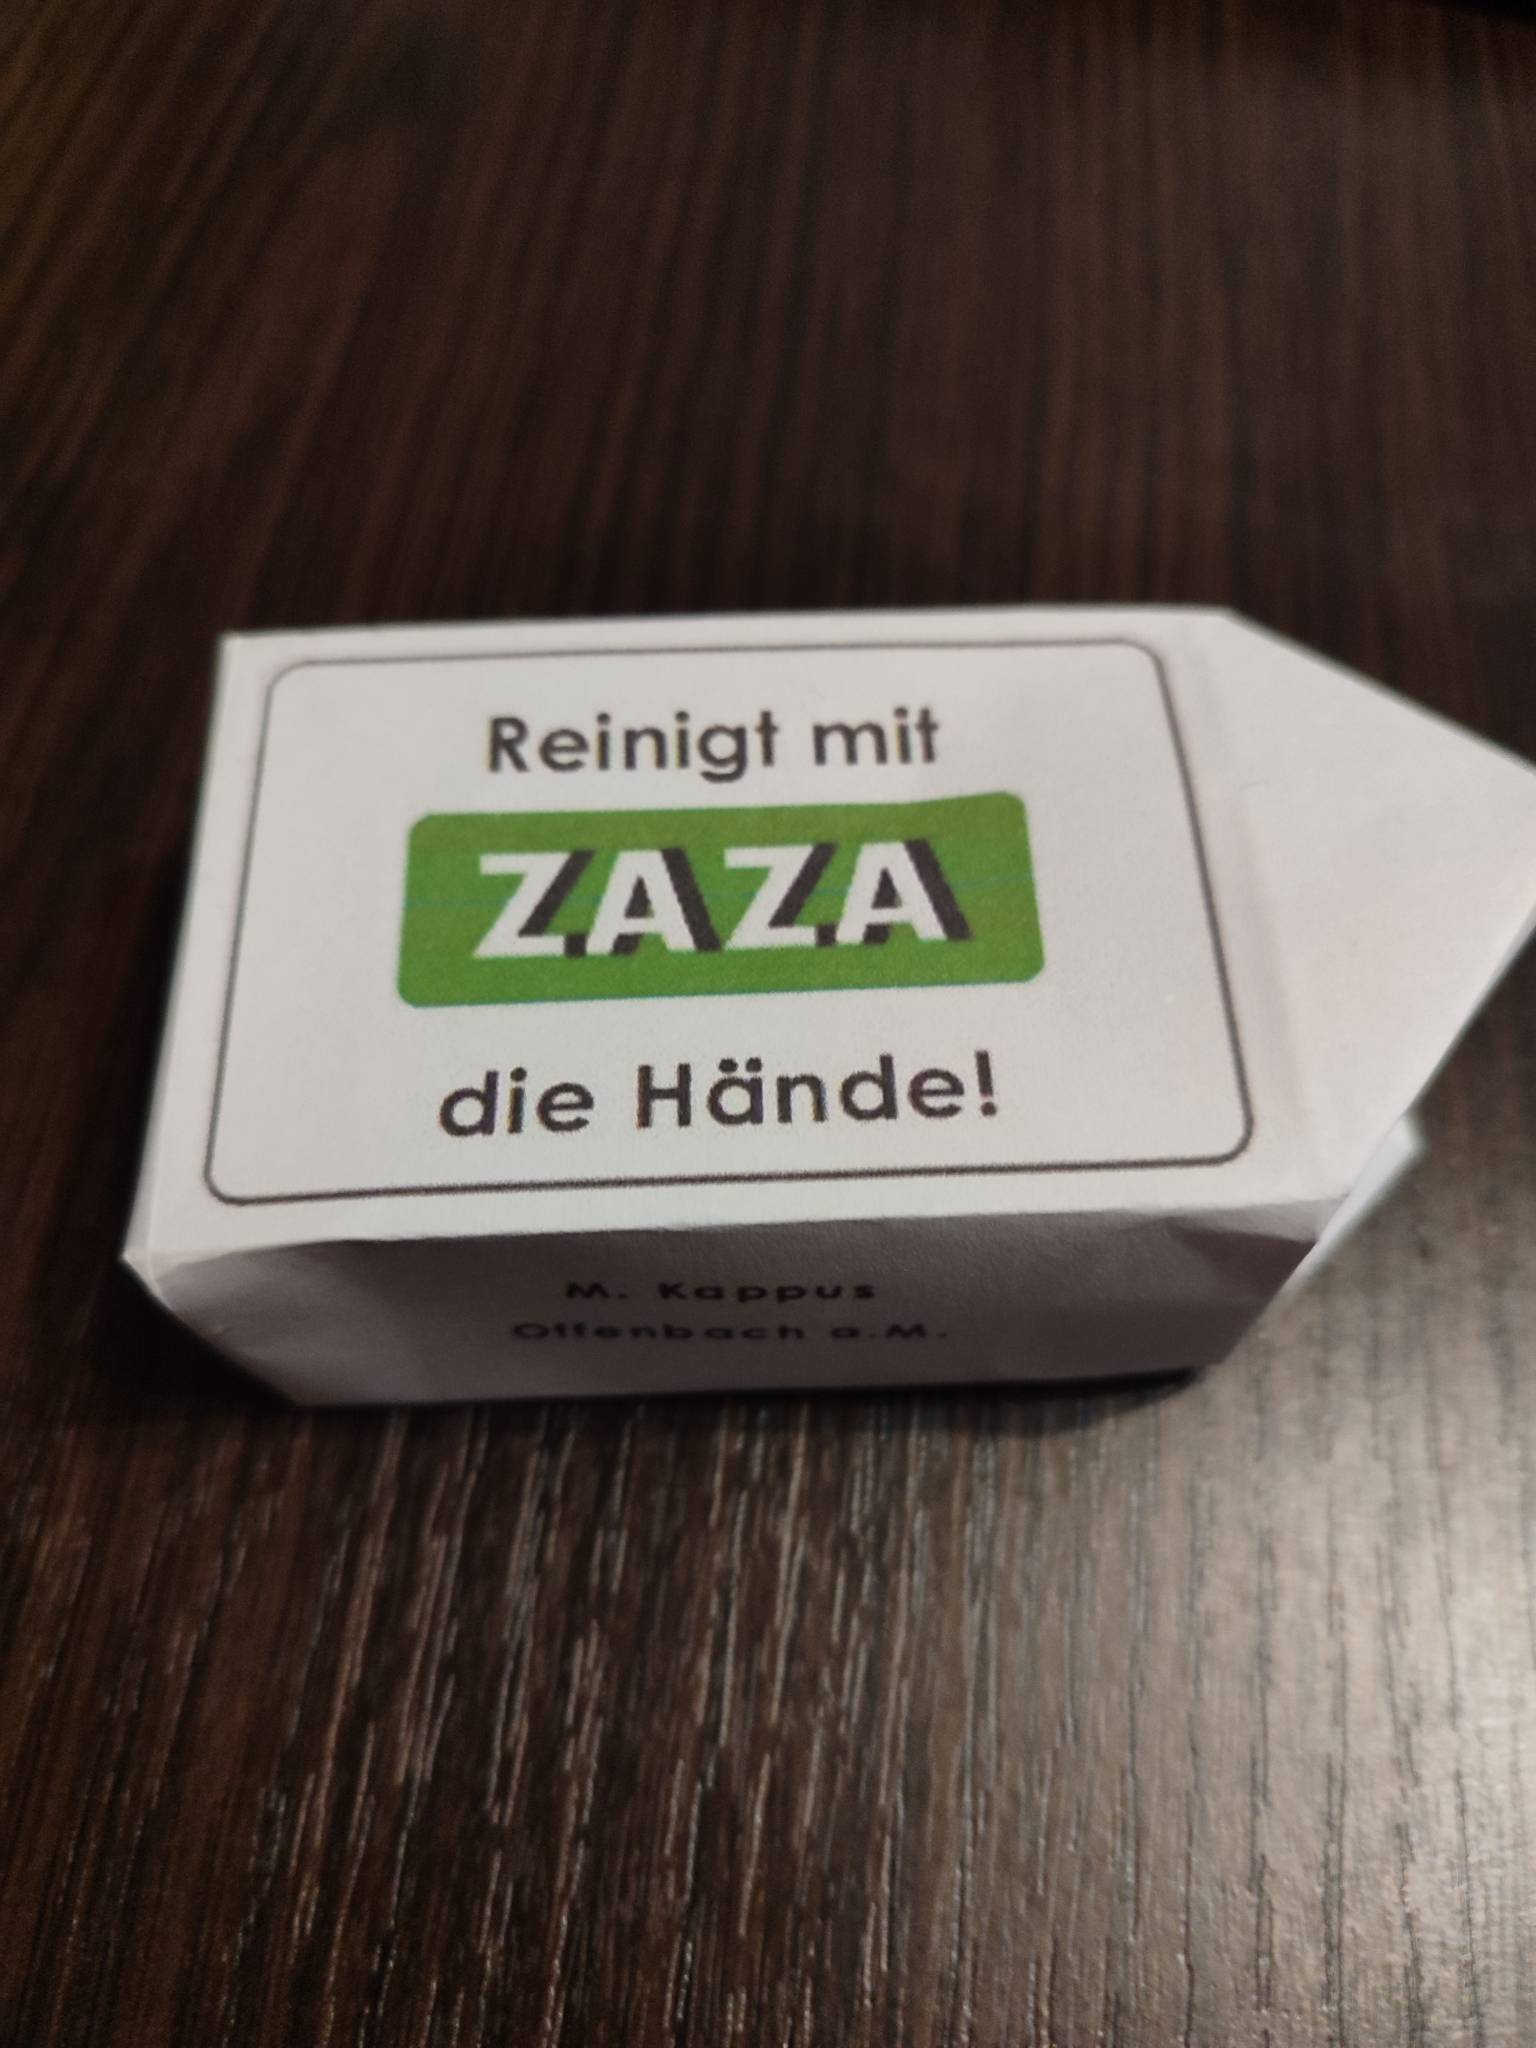 Reinigt mit
ZAZA
die Hände!
M. Kappus
Offenbach a.M.